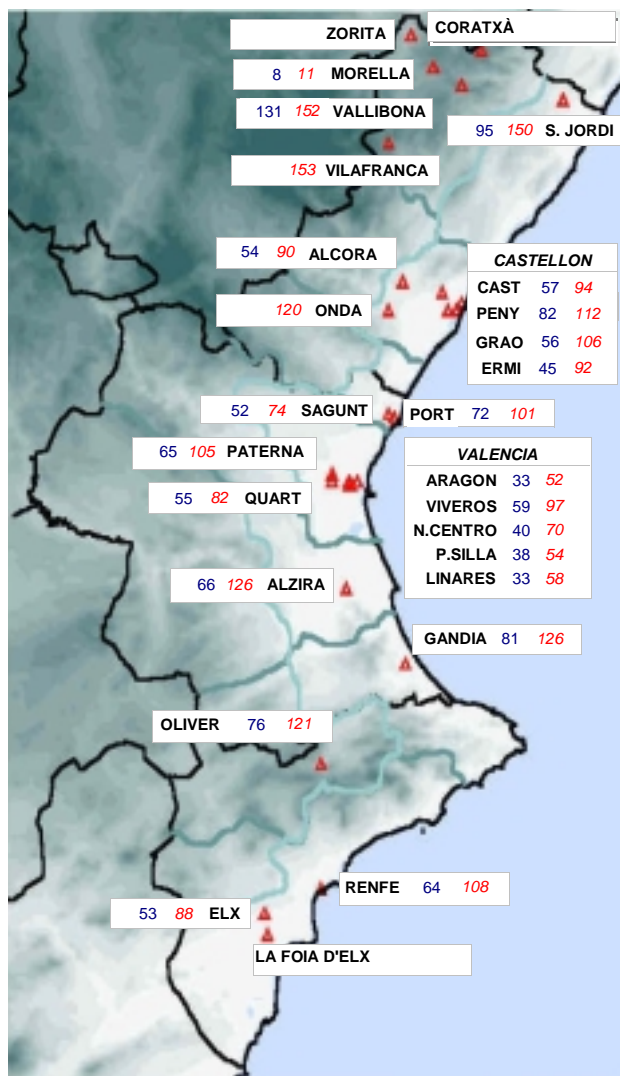 ZORITA
CORATXÀ
8 11 MORELLA
131 152 VALLIBONA
95 150 S. JORDI
153 VILAFRANCA
54 90 ALCORA
120 ONDA
CASTELLON
CAST 57 94
PENY 82 112
GRAO 56 106
ERMI 45 92
52 74 SAGUNT
PORT 72 101
65 105 PATERNA
55 82 QUART
VALENCIA
ARAGON 33 52
VIVEROS 59 97
N.CENTRO 40 70
P.SILLA 38 54
LINARES 33 58
66 126 ALZIRA
GANDIA 81 126
OLIVER 76 121
RENFE 64 108
53 88 ELX
LA FOIA D'ELX